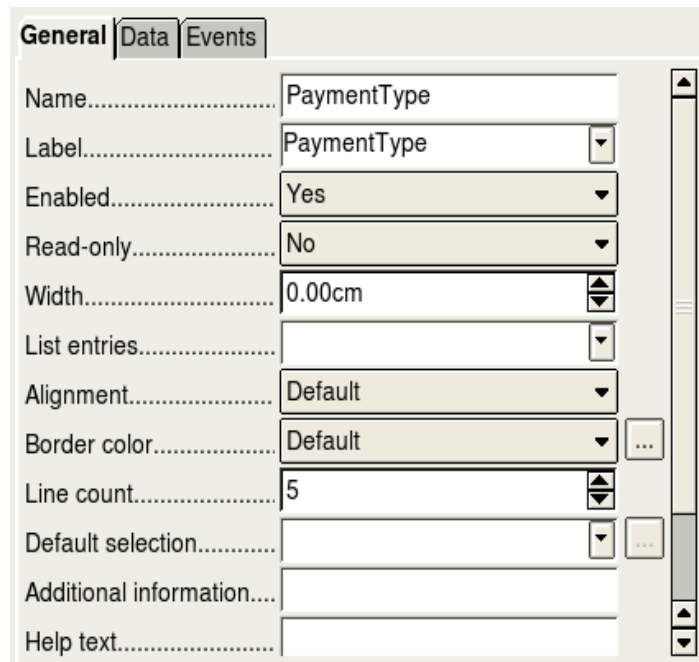 General Data Events
Name............................. PaymentType
Label............................. PaymentType
Enabled......................... Yes
Read-only...................... No
Width............................. 0.00cm
List entries.....................
Alignment...................... Default
Border color................... Default ...
Line count...................... 5
Default selection............ ...
Additional information....
Help text........................